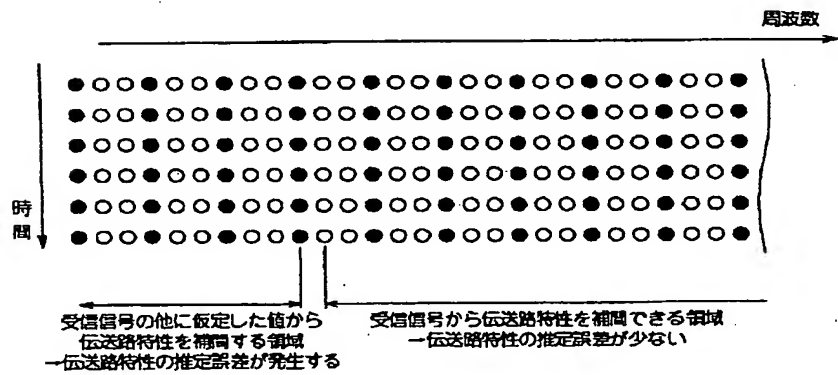 周波数
時
間
受信信号の他に仮定した値から
伝送路特性を補間する領域
→伝送路特性の推定誤差が発生する
受信信号から伝送路特性を補間できる領域
→伝送路特性の推定誤差が少ない